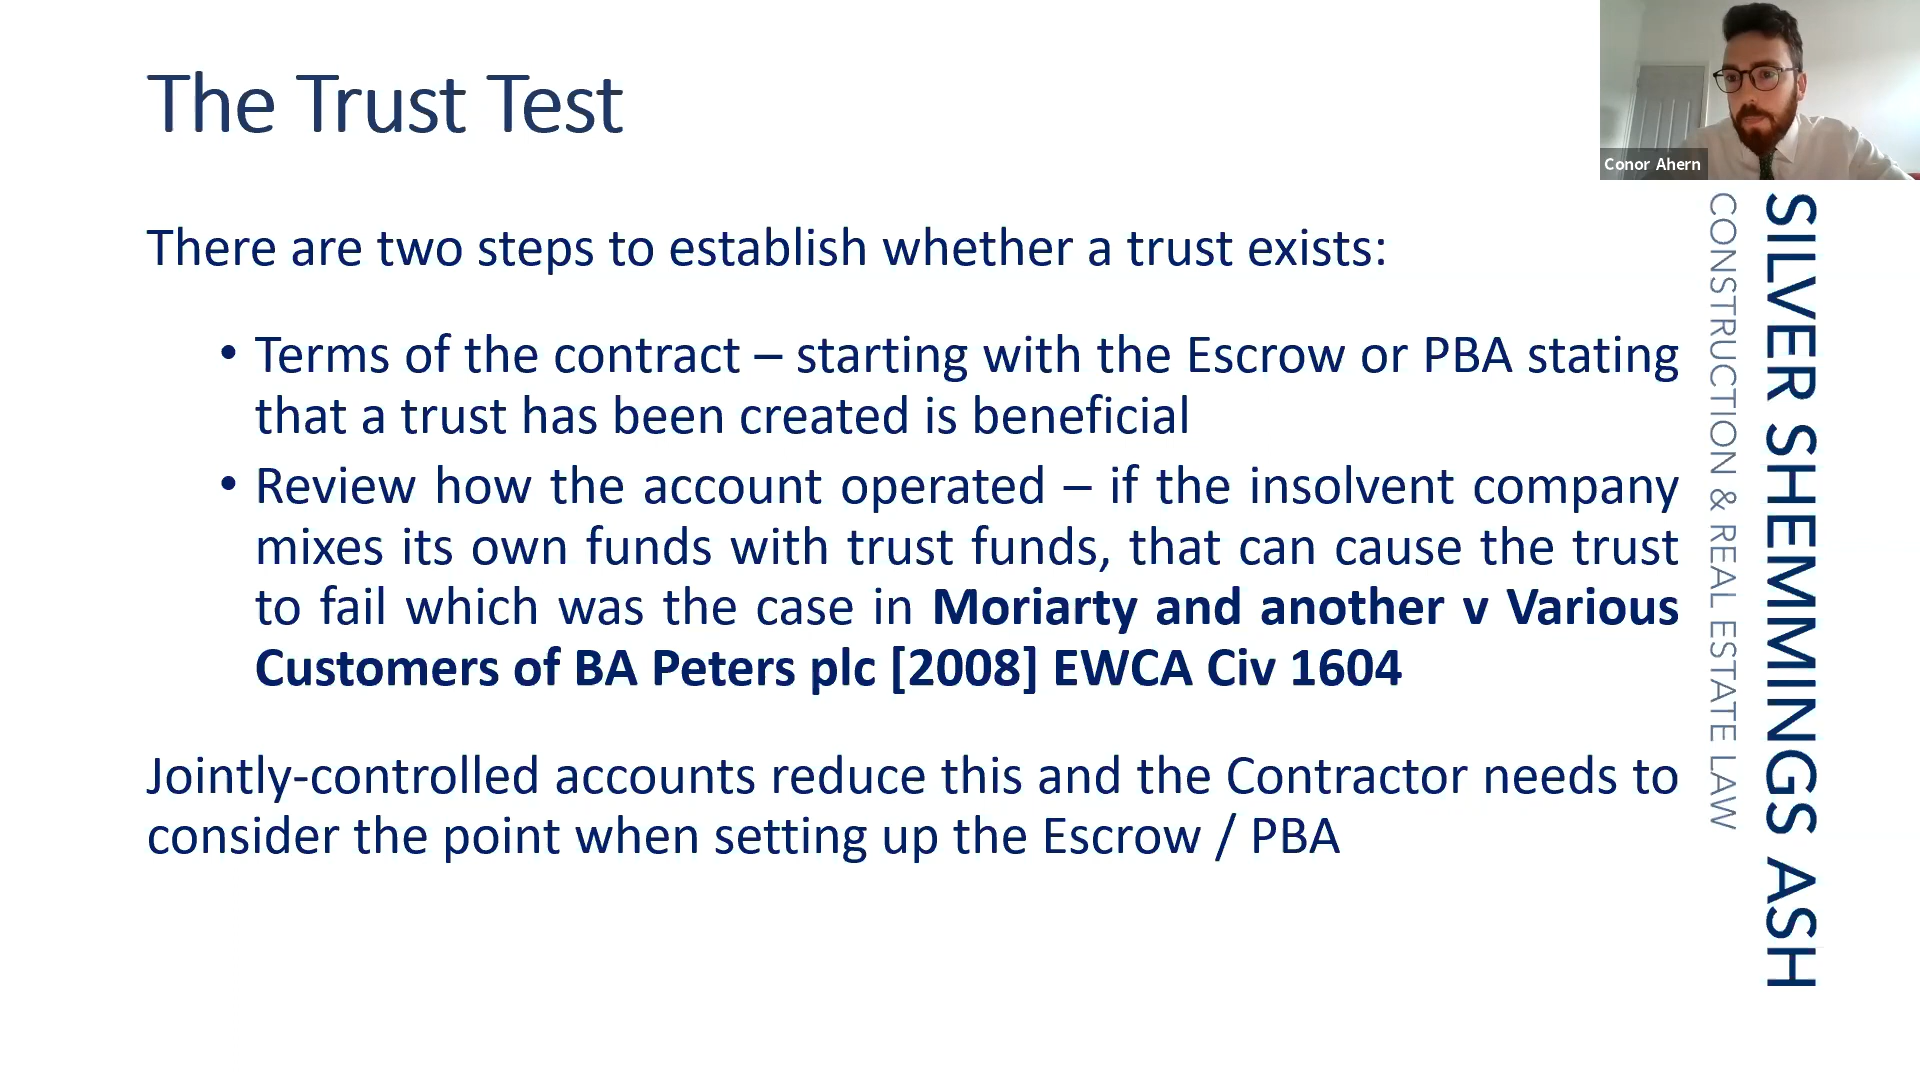 The Trust Test
Conor Ahern
There are two steps to establish whether a trust exists:
• Terms of the contract – starting with the Escrow or PBA stating
that a trust has been created is beneficial
• Review how the account operated – if the insolvent company
mixes its own funds with trust funds, that can cause the trust
to fail which was the case in Moriarty and another v Various
Customers of BA Peters plc [2008] EWCA Civ 1604
Jointly-controlled accounts reduce this and the Contractor needs to
consider the point when setting up the Escrow / PBA
SILVER SHEMMINGS ASH
CONSTRUCTION & REAL ESTATE LAW